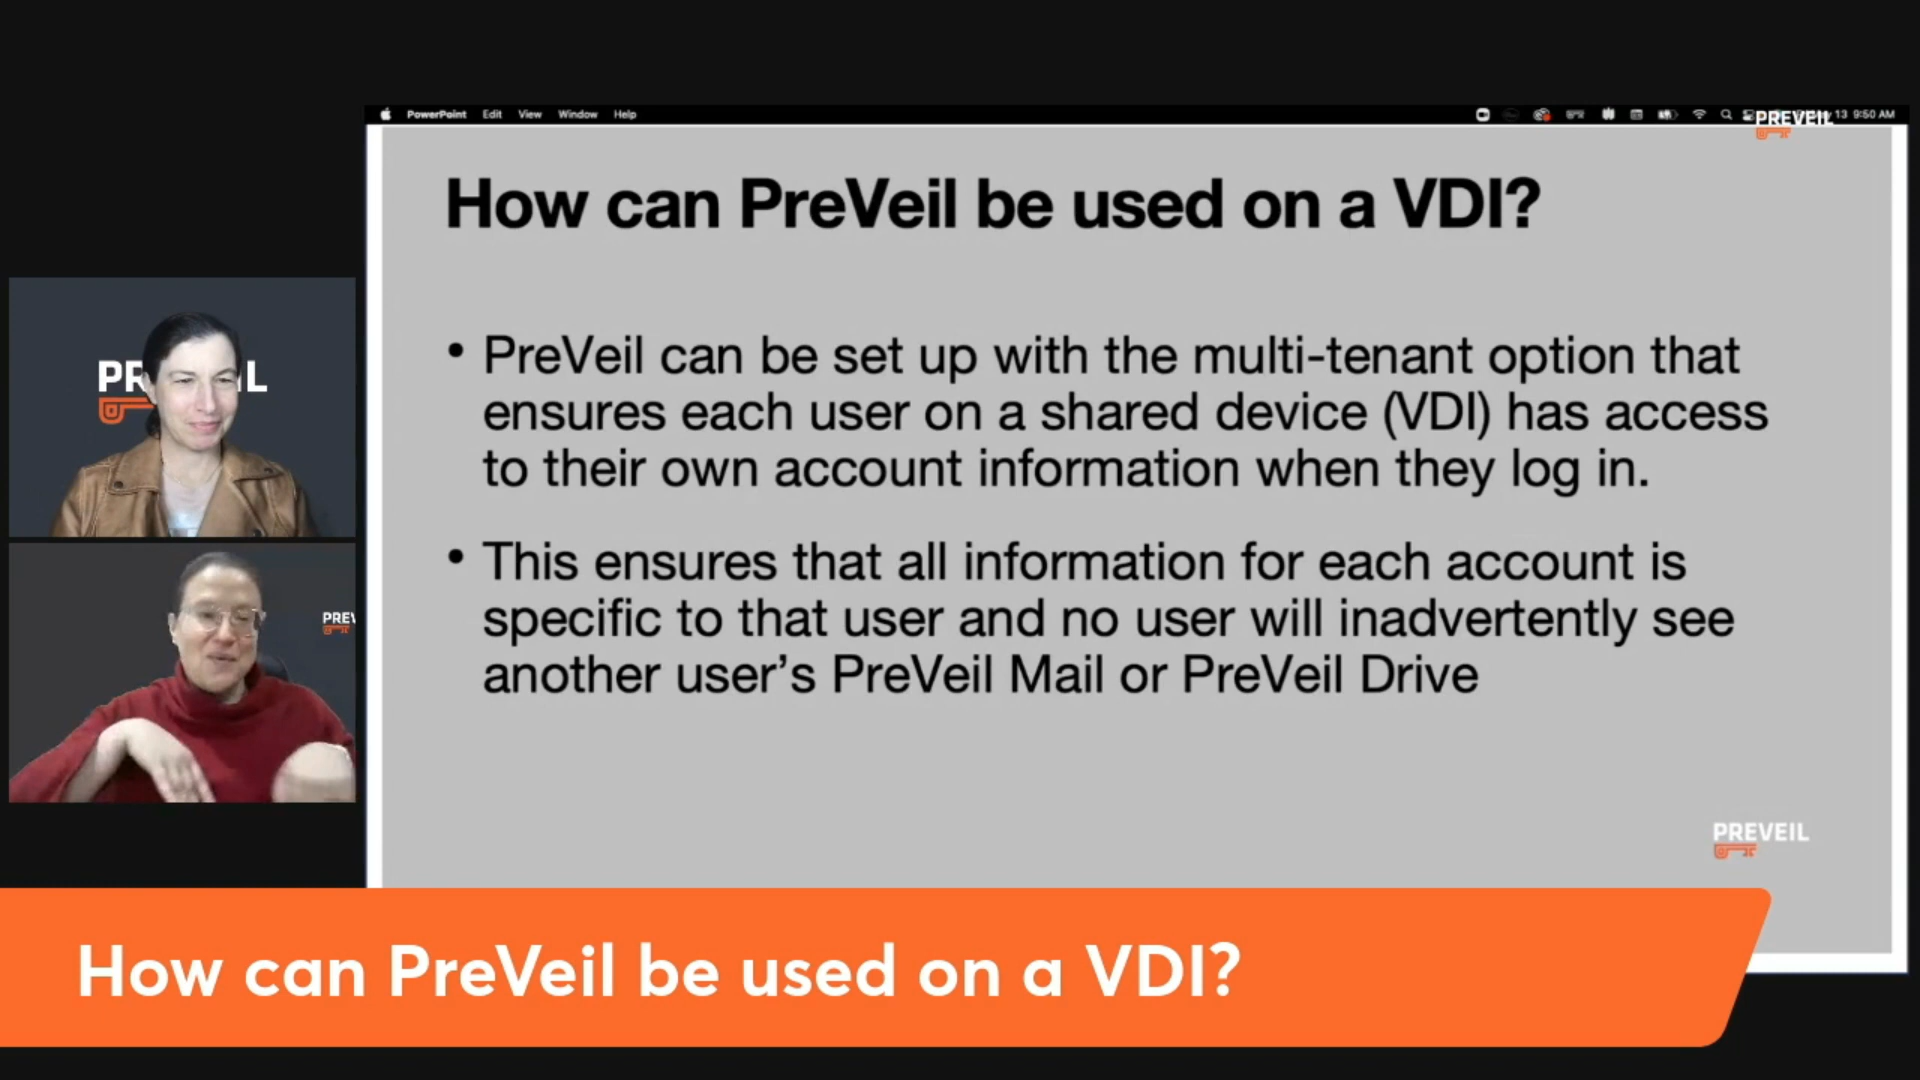 PowerPoint Edit View Window Help
13 9:50 AM
PREVEIL
How can PreVeil be used on a VDI?
• PreVeil can be set up with the multi-tenant option that
ensures each user on a shared device (VDI) has access
to their own account information when they log in.
• This ensures that all information for each account is
specific to that user and no user will inadvertently see
another user’s PreVeil Mail or PreVeil Drive
PREVEIL
How can PreVeil be used on a VDI?